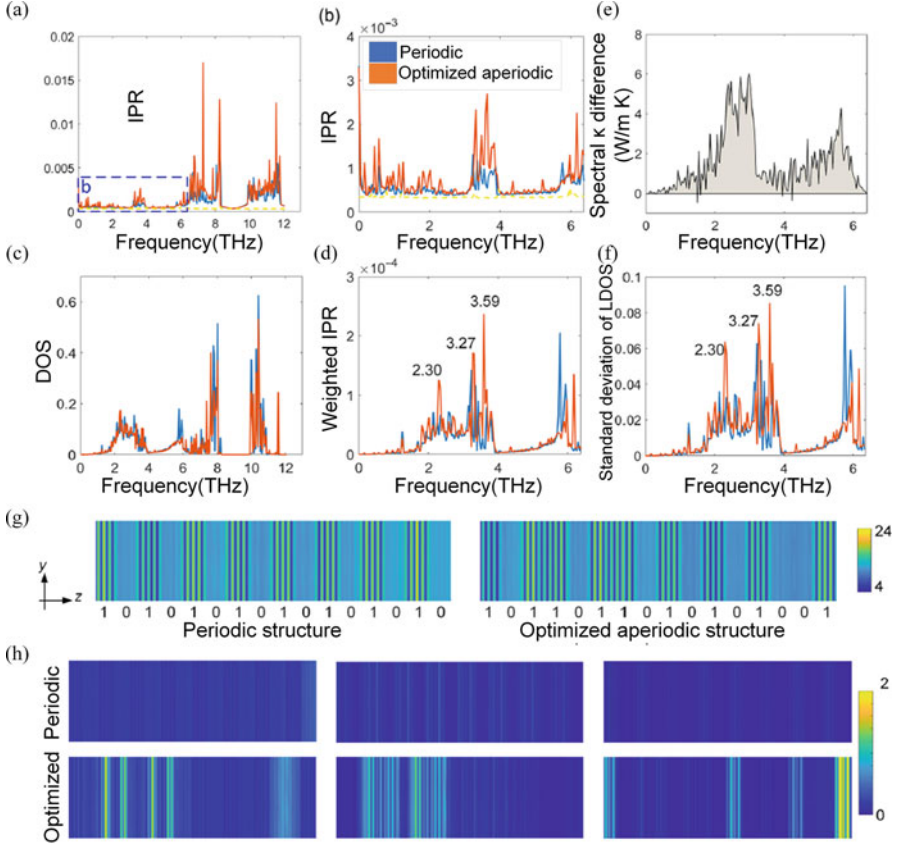 (a)
0.02
0.015
0.01
0.005
0
IPR
b
0 2 4 6 8 10 12
Frequency(THz)
(b)
×10⁻³
4
3
2
1
0
IPR
Periodic
Optimized aperiodic
0 2 4 6
Frequency(THz)
(e)
8
6
4
2
0
-2
Spectral κ difference
(W/m K)
0 2 4 6
Frequency(THz)
(c)
0.6
0.4
0.2
0
DOS
0 2 4 6 8 10 12
Frequency(THz)
(d)
×10⁻⁴
3
2
1
0
Weighted IPR
2.30
3.27
3.59
0 2 4 6
Frequency(THz)
(f)
0.1
0.08
0.06
0.04
0.02
0
Standard deviation of LDOS
2.30
3.27
3.59
0 2 4 6
Frequency(THz)
(g)
y
z
1 0 1 0 1 0 1 0 1 0 1 0 1 0 1 0
Periodic structure
1 0 1 1 0 1 1 0 1 0 1 0 1 0 0 1
Optimized aperiodic structure
24
4
(h)
Periodic
Optimized
2
0